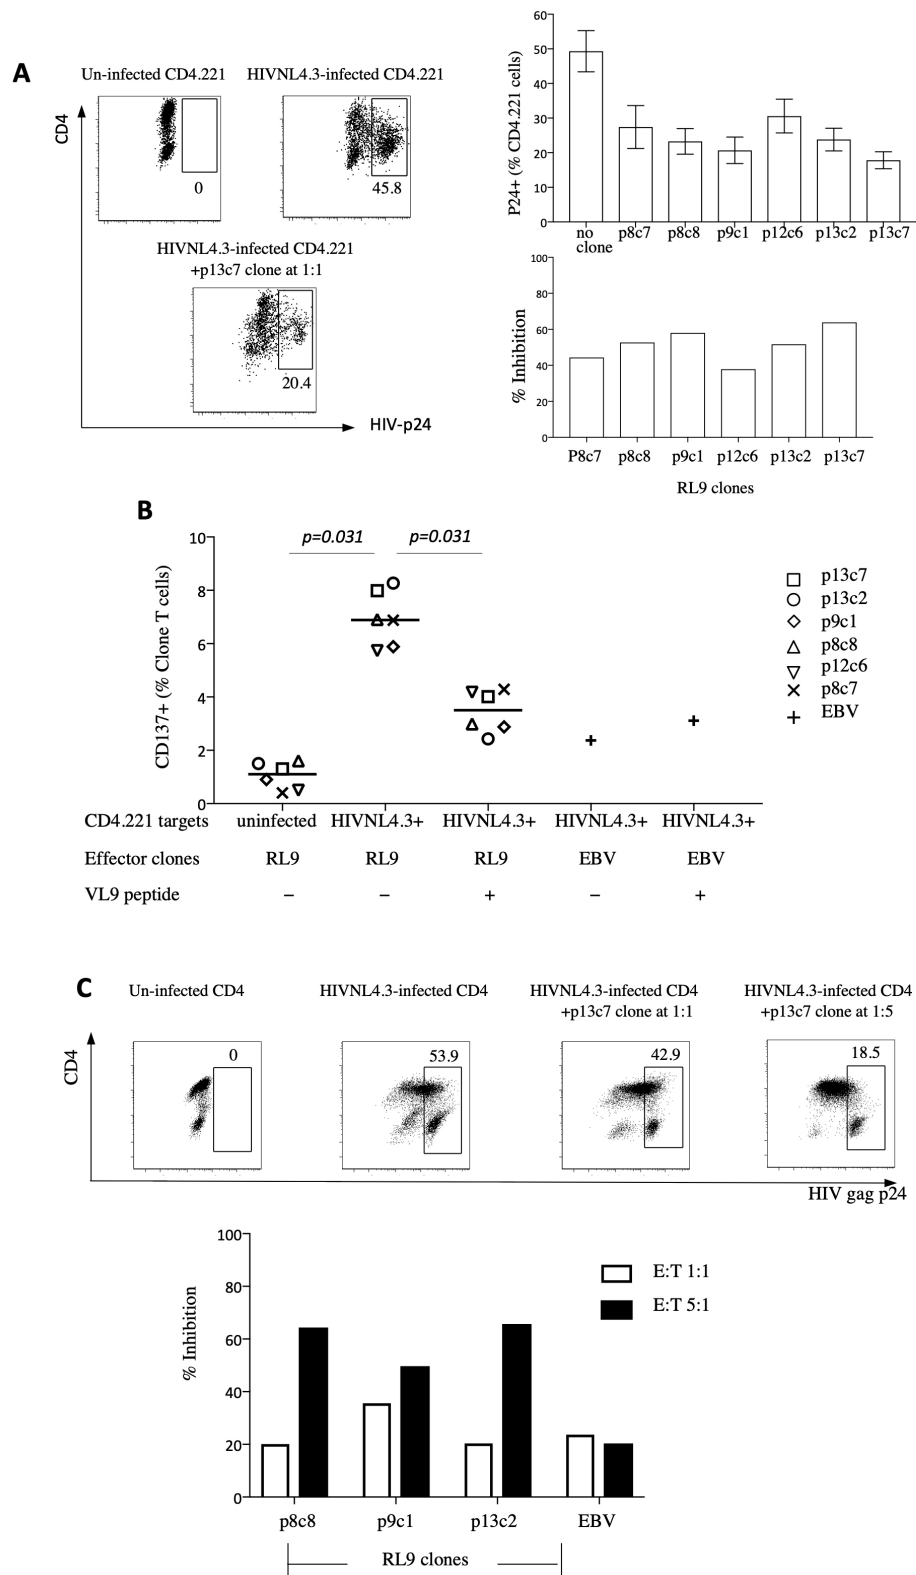 A
Un-infected CD4.221
HIVNL4.3-infected CD4.221
CD4
0
45.8
HIVNL4.3-infected CD4.221
+p13c7 clone at 1:1
20.4
HIV-p24
P24+ (% CD4.221 cells)
60
50
40
30
20
10
0
no
clone
p8c7
p8c8
p9c1
p12c6
p13c2
p13c7
% Inhibition
100
80
60
40
20
0
P8c7
p8c8
p9c1
p12c6
p13c2
p13c7
RL9 clones
B
CD137+ (% Clone T cells)
10
8
6
4
2
0
p=0.031
p=0.031
p13c7
p13c2
p9c1
p8c8
p12c6
p8c7
EBV
CD4.221 targets uninfected HIVNL4.3+ HIVNL4.3+ HIVNL4.3+ HIVNL4.3+
Effector clones RL9 RL9 RL9 EBV EBV
VL9 peptide − − + − +
C
Un-infected CD4
HIVNL4.3-infected CD4
HIVNL4.3-infected CD4
+p13c7 clone at 1:1
HIVNL4.3-infected CD4
+p13c7 clone at 1:5
CD4
0
53.9
42.9
18.5
HIV gag p24
% Inhibition
100
80
60
40
20
0
E:T 1:1
E:T 5:1
p8c8
p9c1
p13c2
EBV
RL9 clones